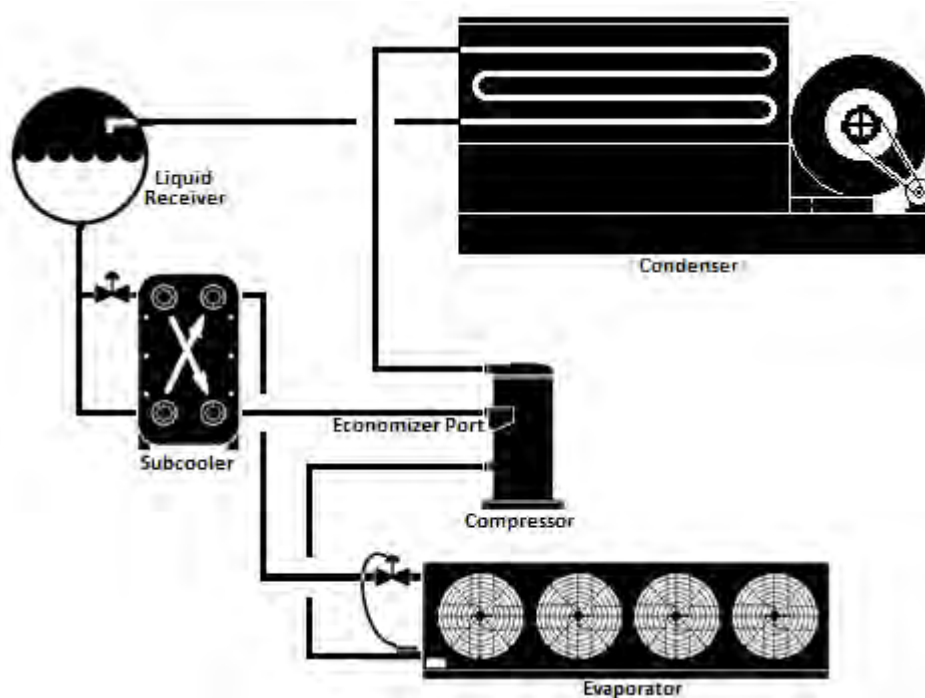 Liquid
Receiver
Condenser
Economizer Port
Subcooler
Compressor
Evaporator